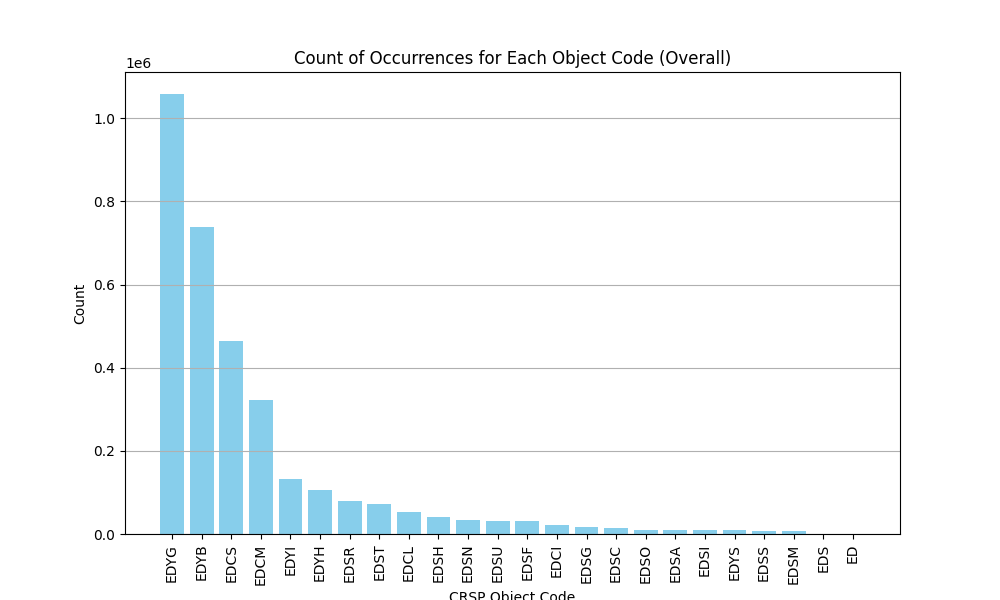 Count of Occurrences for Each Object Code (Overall)
1e6
1.0
0.8
0.6
0.4
0.2
0.0
Count
EDYG
EDYB
EDCS
EDCM
EDYI
EDYH
EDSR
EDST
EDCL
EDSH
EDSN
EDSU
EDSF
EDCI
EDSG
EDSC
EDSO
EDSA
EDSI
EDYS
EDSS
EDSM
EDS
ED
CRSP Object Code